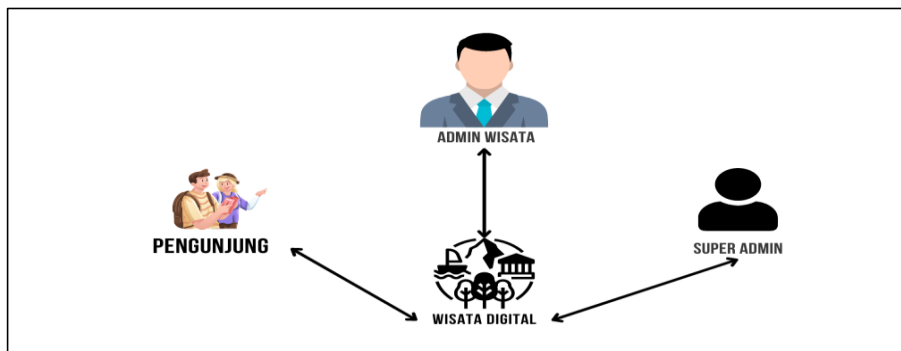 ADMIN WISATA
PENGUNJUNG
SUPER ADMIN
WISATA DIGITAL